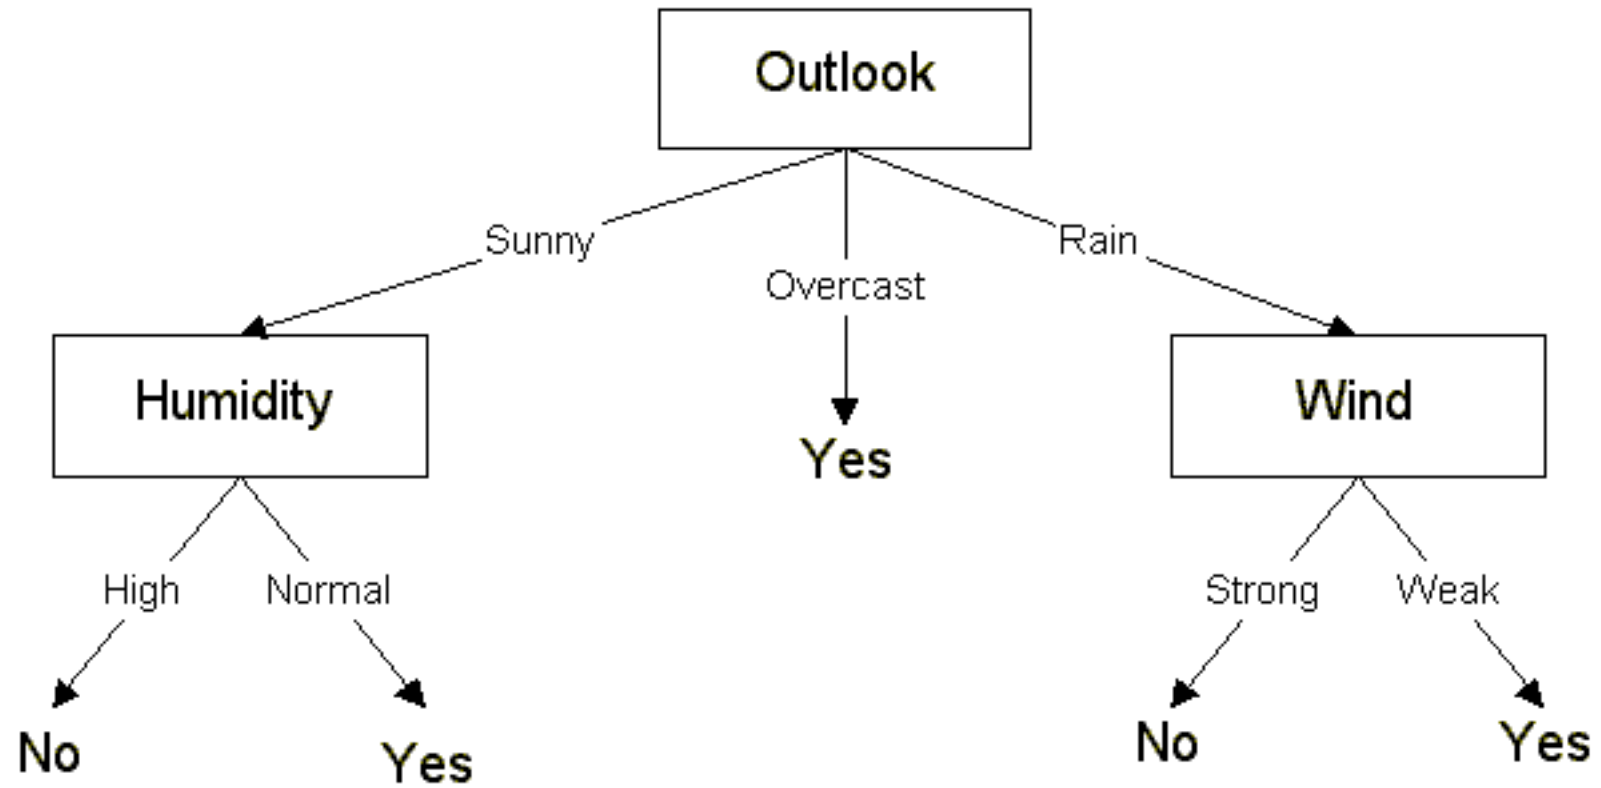 Outlook
Sunny
Overcast
Rain
Humidity
Yes
Wind
High
Normal
Strong
Weak
No
Yes
No
Yes